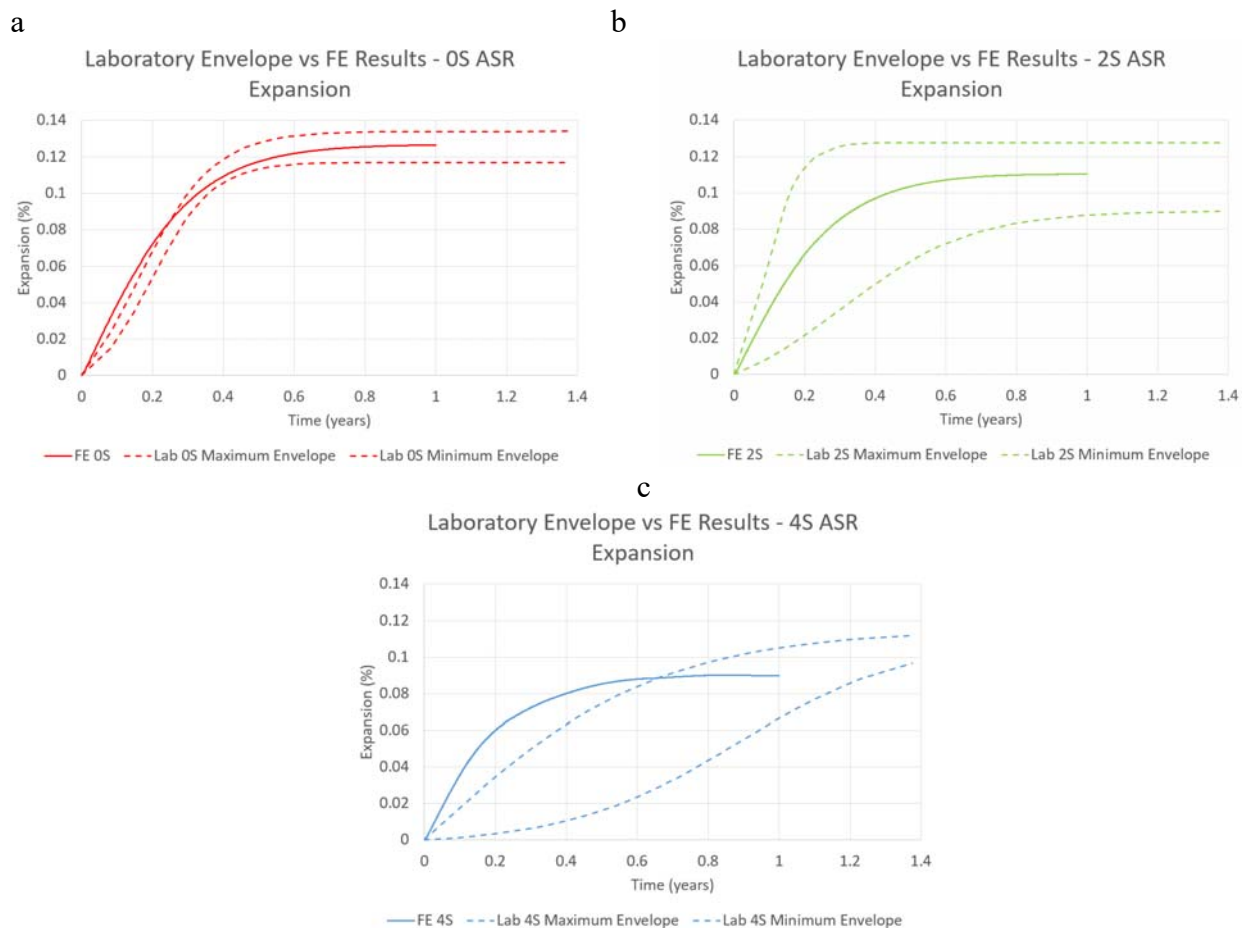 a
Laboratory Envelope vs FE Results - 0S ASR
Expansion
Expansion (%)
0.14
0.12
0.1
0.08
0.06
0.04
0.02
0
0 0.2 0.4 0.6 0.8 1 1.2 1.4
Time (years)
FE 0S Lab 0S Maximum Envelope Lab 0S Minimum Envelope
b
Laboratory Envelope vs FE Results - 2S ASR
Expansion
Expansion (%)
0.14
0.12
0.1
0.08
0.06
0.04
0.02
0
0 0.2 0.4 0.6 0.8 1 1.2 1.4
Time (years)
FE 2S Lab 2S Maximum Envelope Lab 2S Minimum Envelope
c
Laboratory Envelope vs FE Results - 4S ASR
Expansion
Expansion (%)
0.14
0.12
0.1
0.08
0.06
0.04
0.02
0
0 0.2 0.4 0.6 0.8 1 1.2 1.4
Time (years)
FE 4S Lab 4S Maximum Envelope Lab 4S Minimum Envelope